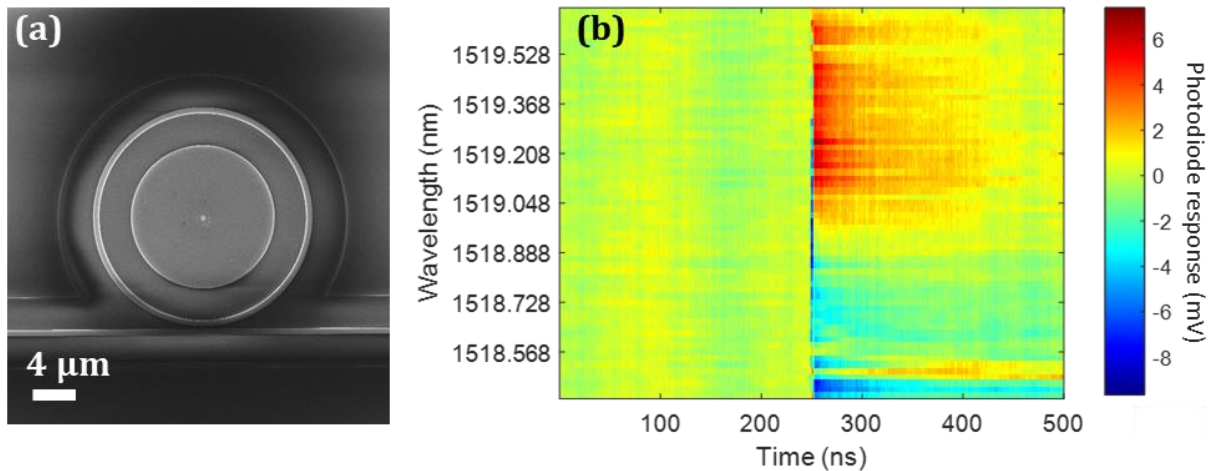 (a)
4 μm
(b)
Wavelength (nm)
1519.528
1519.368
1519.208
1519.048
1518.888
1518.728
1518.568
100 200 300 400 500
Time (ns)
6
4
2
0
-2
-4
-6
-8
Photodiode response (mV)